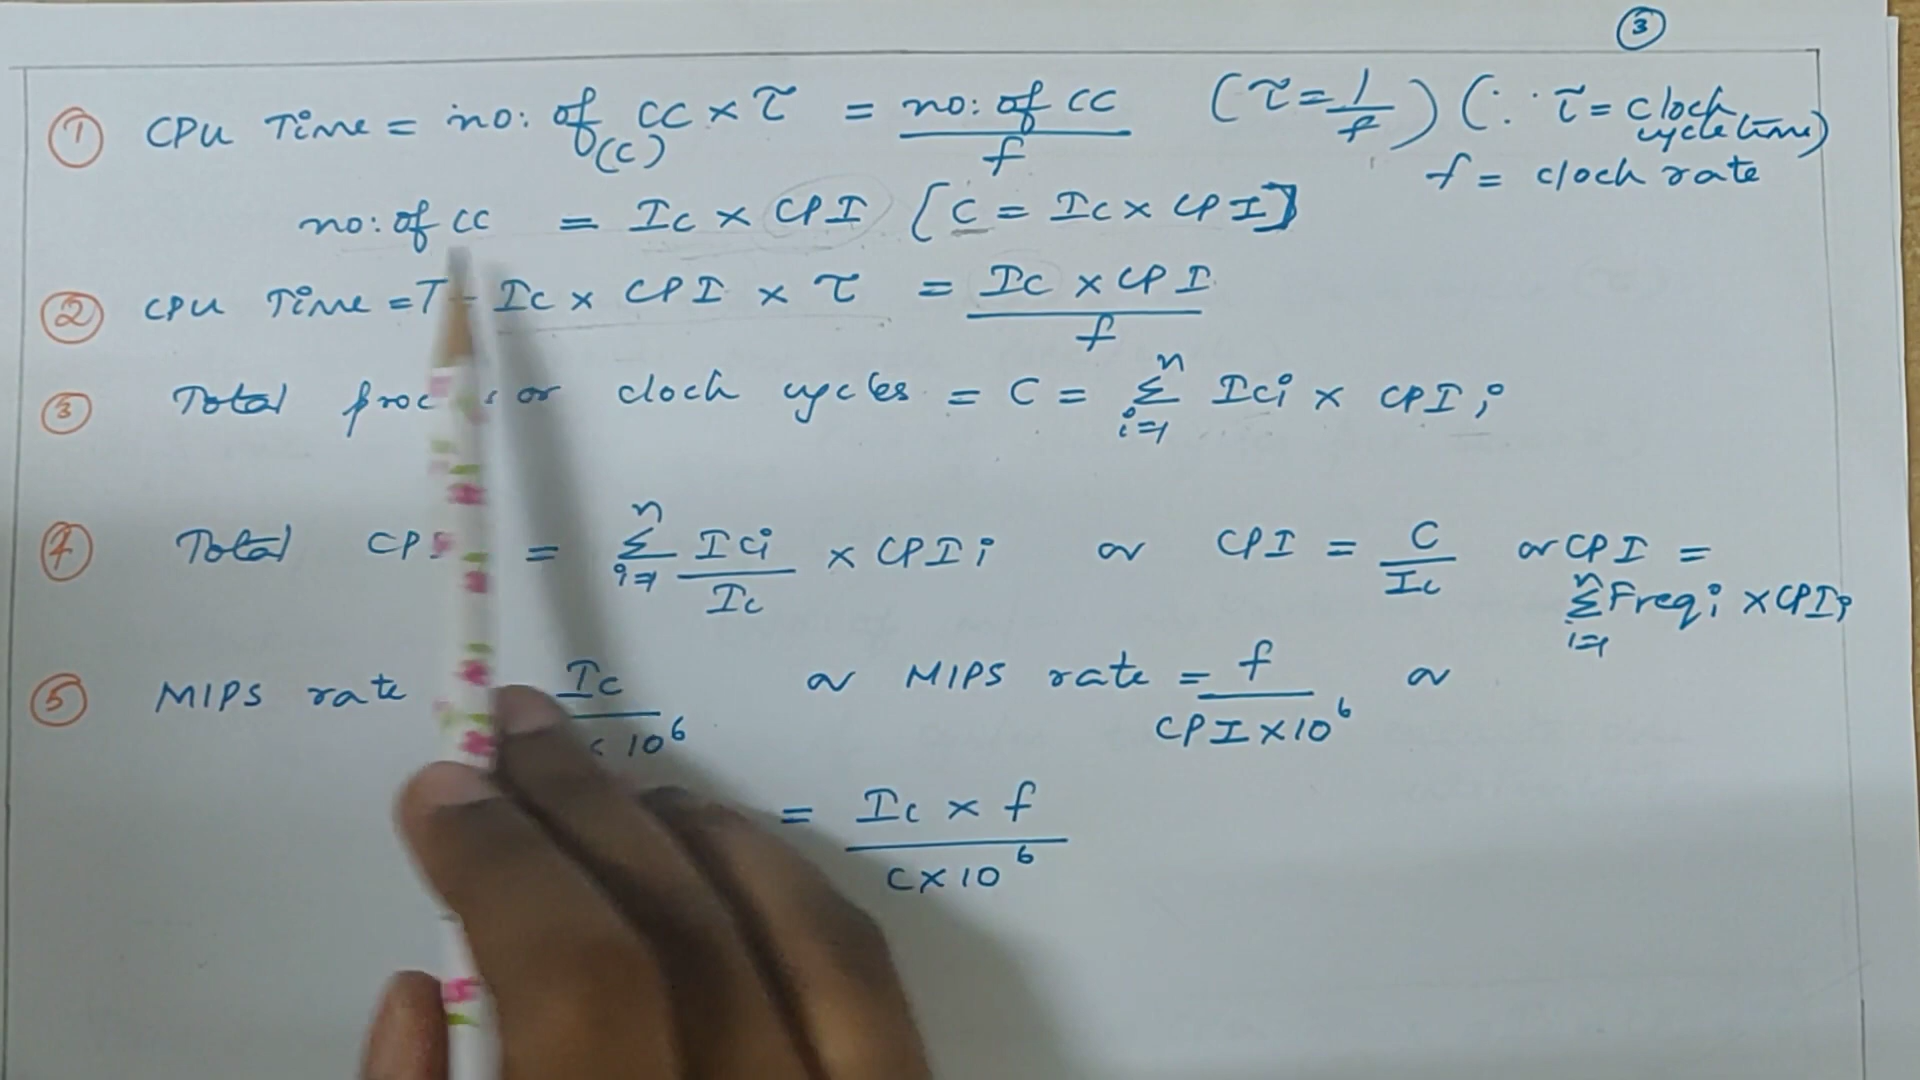 ③
① CPU Time = no: of CC × τ = no: of CC / f (τ = 1/f) (∵ τ = clock cycle time)
(C) f = clock rate
no: of CC = Ic × CPI [C = Ic × CPI]
② CPU Time = T = Ic × CPI × τ = Ic × CPI / f
③ Total proc or clock cycles = C = Σ i=1 n Ici × CPIi
④ Total CPI = Σ i=1 n Ici / Ic × CPIi or CPI = C / Ic or CPI =
Σ i=1 n Freqi × CPIi
⑤ MIPS rate Ic / × 10⁶ or MIPS rate = f / CPI × 10⁶ or
= Ic × f / C × 10⁶